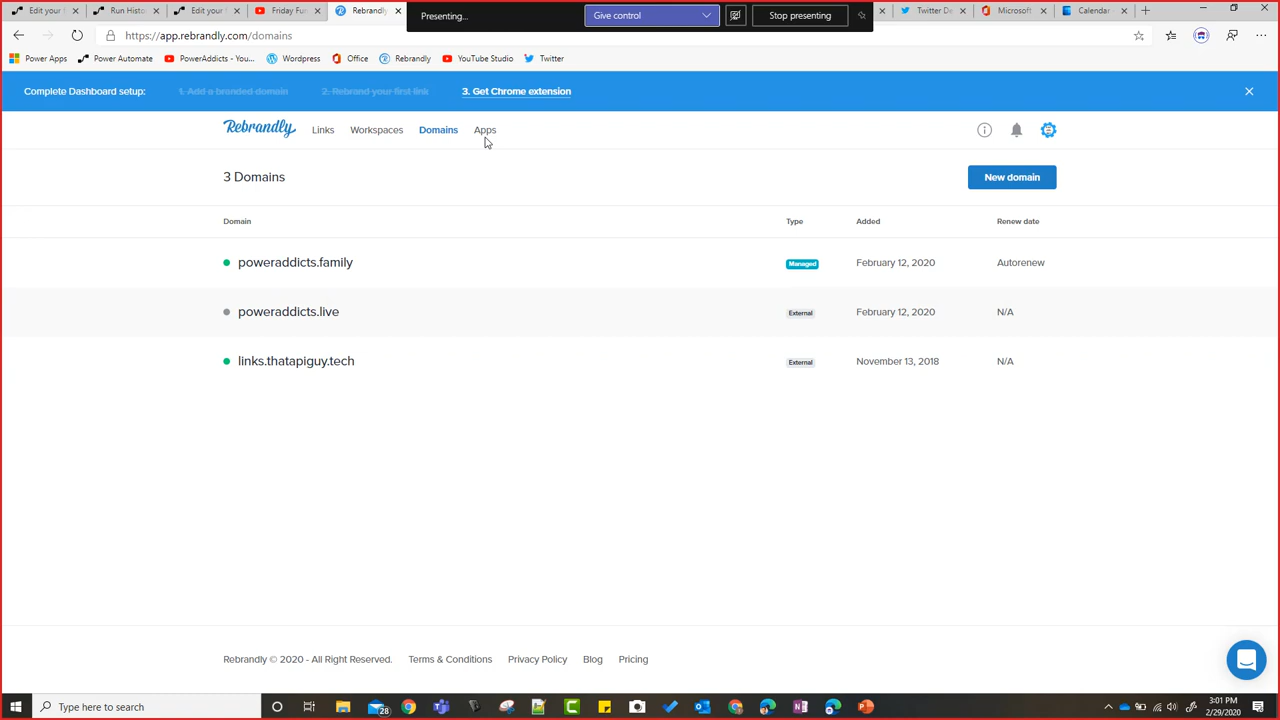 Edit your
Run Histo
Edit your
Friday Fun
Rebrandly
Presenting...
Give control
Stop presenting
Twitter De
Microsoft
Calendar
https://app.rebrandly.com/domains
Power Apps
Power Automate
PowerAddicts - You...
Wordpress
Office
Rebrandly
YouTube Studio
Twitter
Complete Dashboard setup:
1. Add a branded domain
2. Rebrand your first link
3. Get Chrome extension
Rebrandly
Links
Workspaces
Domains
Apps
3 Domains
New domain
Domain
Type
Added
Renew date
poweraddicts.family
Managed
February 12, 2020
Autorenew
poweraddicts.live
External
February 12, 2020
N/A
links.thatapiguy.tech
External
November 13, 2018
N/A
Rebrandly © 2020 - All Right Reserved.
Terms & Conditions
Privacy Policy
Blog
Pricing
Type here to search
28
3:01 PM
2/29/2020